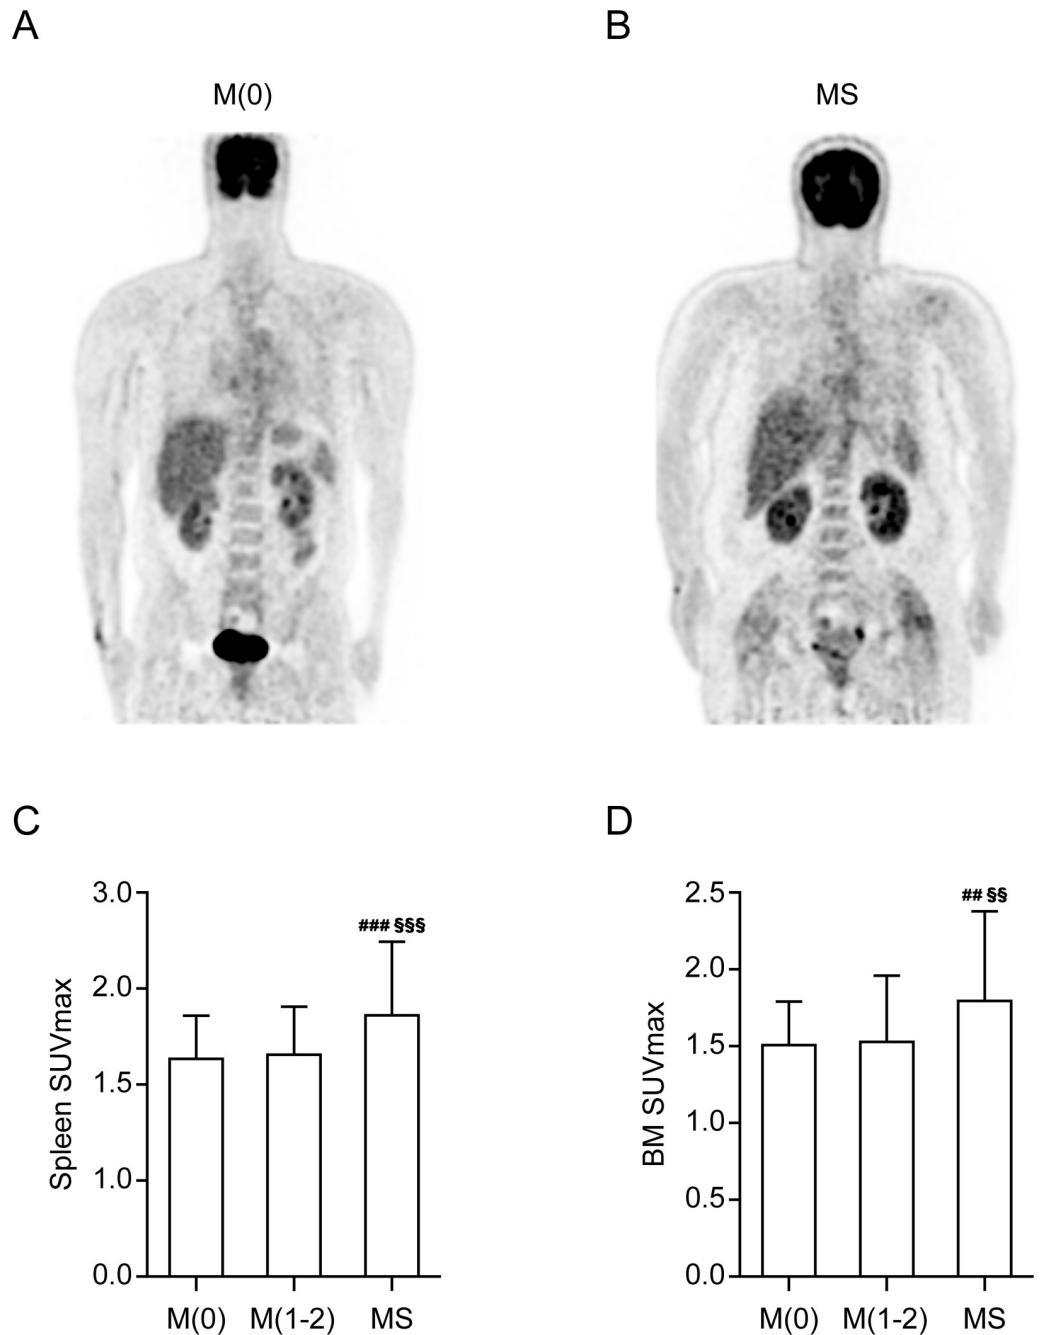 A
B
M(0)
MS
C
D
3.0
2.0
1.5
1.0
0.0
Spleen SUVmax
### §§§
M(0)
M(1-2)
MS
2.5
2.0
1.5
1.0
0.5
0.0
BM SUVmax
## §§
M(0)
M(1-2)
MS